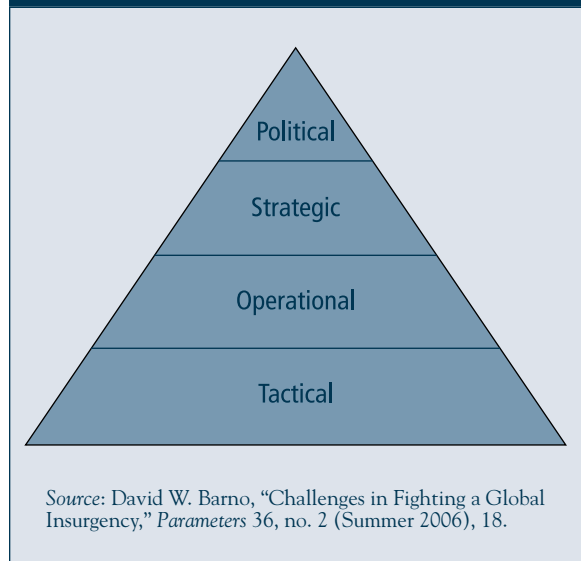 Political
Strategic
Operational
Tactical
Source: David W. Barno, “Challenges in Fighting a Global
Insurgency,” Parameters 36, no. 2 (Summer 2006), 18.